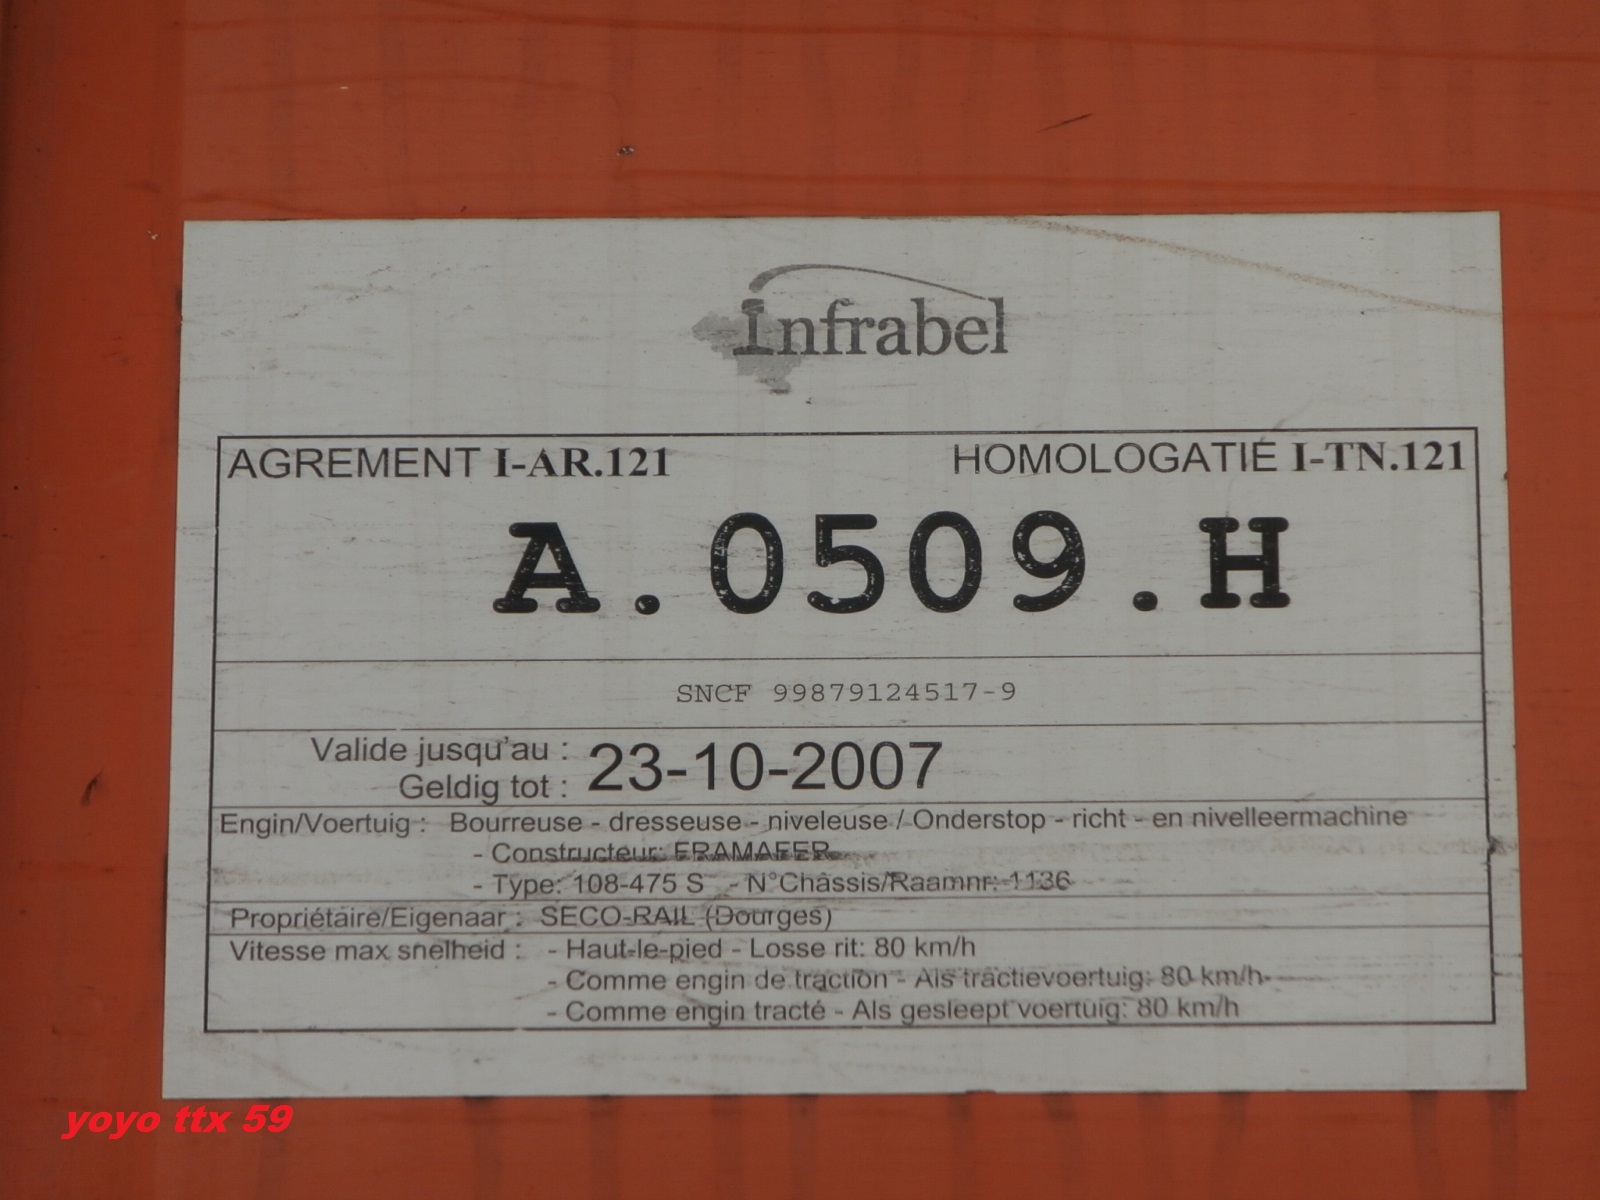 Infrabel
AGREMENT I-AR.121 HOMOLOGATIE I-TN.121
A.0509.H
SNCF 99879124517-9
Valide jusqu'au :
Geldig tot : 23-10-2007
Engin/Voertuig : Bourreuse - dresseuse - niveleuse / Onderstop - richt - en nivelleermachine
- Constructeur: FRAMAFER
- Type: 108-475 S - N°Châssis/Raamnr: 1136
Propriétaire/Eigenaar : SECO-RAIL (Dourges)
Vitesse max snelheid : - Haut-le-pied - Losse rit: 80 km/h
- Comme engin de traction - Als tractievoertuig: 80 km/h
- Comme engin tracté - Als gesleept voertuig: 80 km/h
yoyo ttx 59